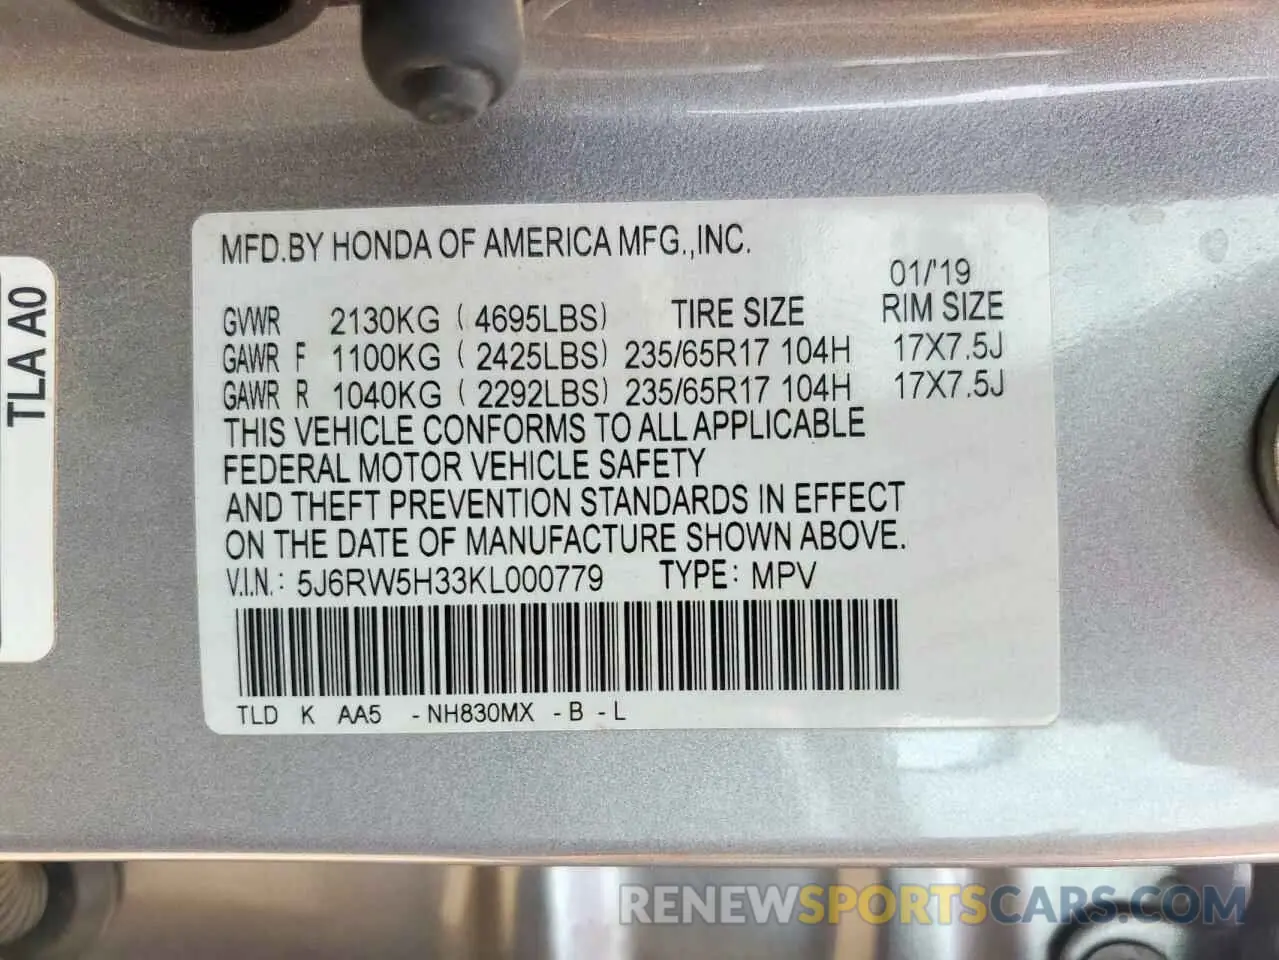 MFD.BY HONDA OF AMERICA MFG.,INC.
01/'19
GVWR 2130KG (4695LBS) TIRE SIZE RIM SIZE
GAWR F 1100KG (2425LBS) 235/65R17 104H 17X7.5J
GAWR R 1040KG (2292LBS) 235/65R17 104H 17X7.5J
THIS VEHICLE CONFORMS TO ALL APPLICABLE
FEDERAL MOTOR VEHICLE SAFETY
AND THEFT PREVENTION STANDARDS IN EFFECT
ON THE DATE OF MANUFACTURE SHOWN ABOVE.
V.I.N.: 5J6RW5H33KL000779 TYPE: MPV
TLD K AA5 -NH830MX -B -L
TLA A0
RENEWSPORTSCARS.COM